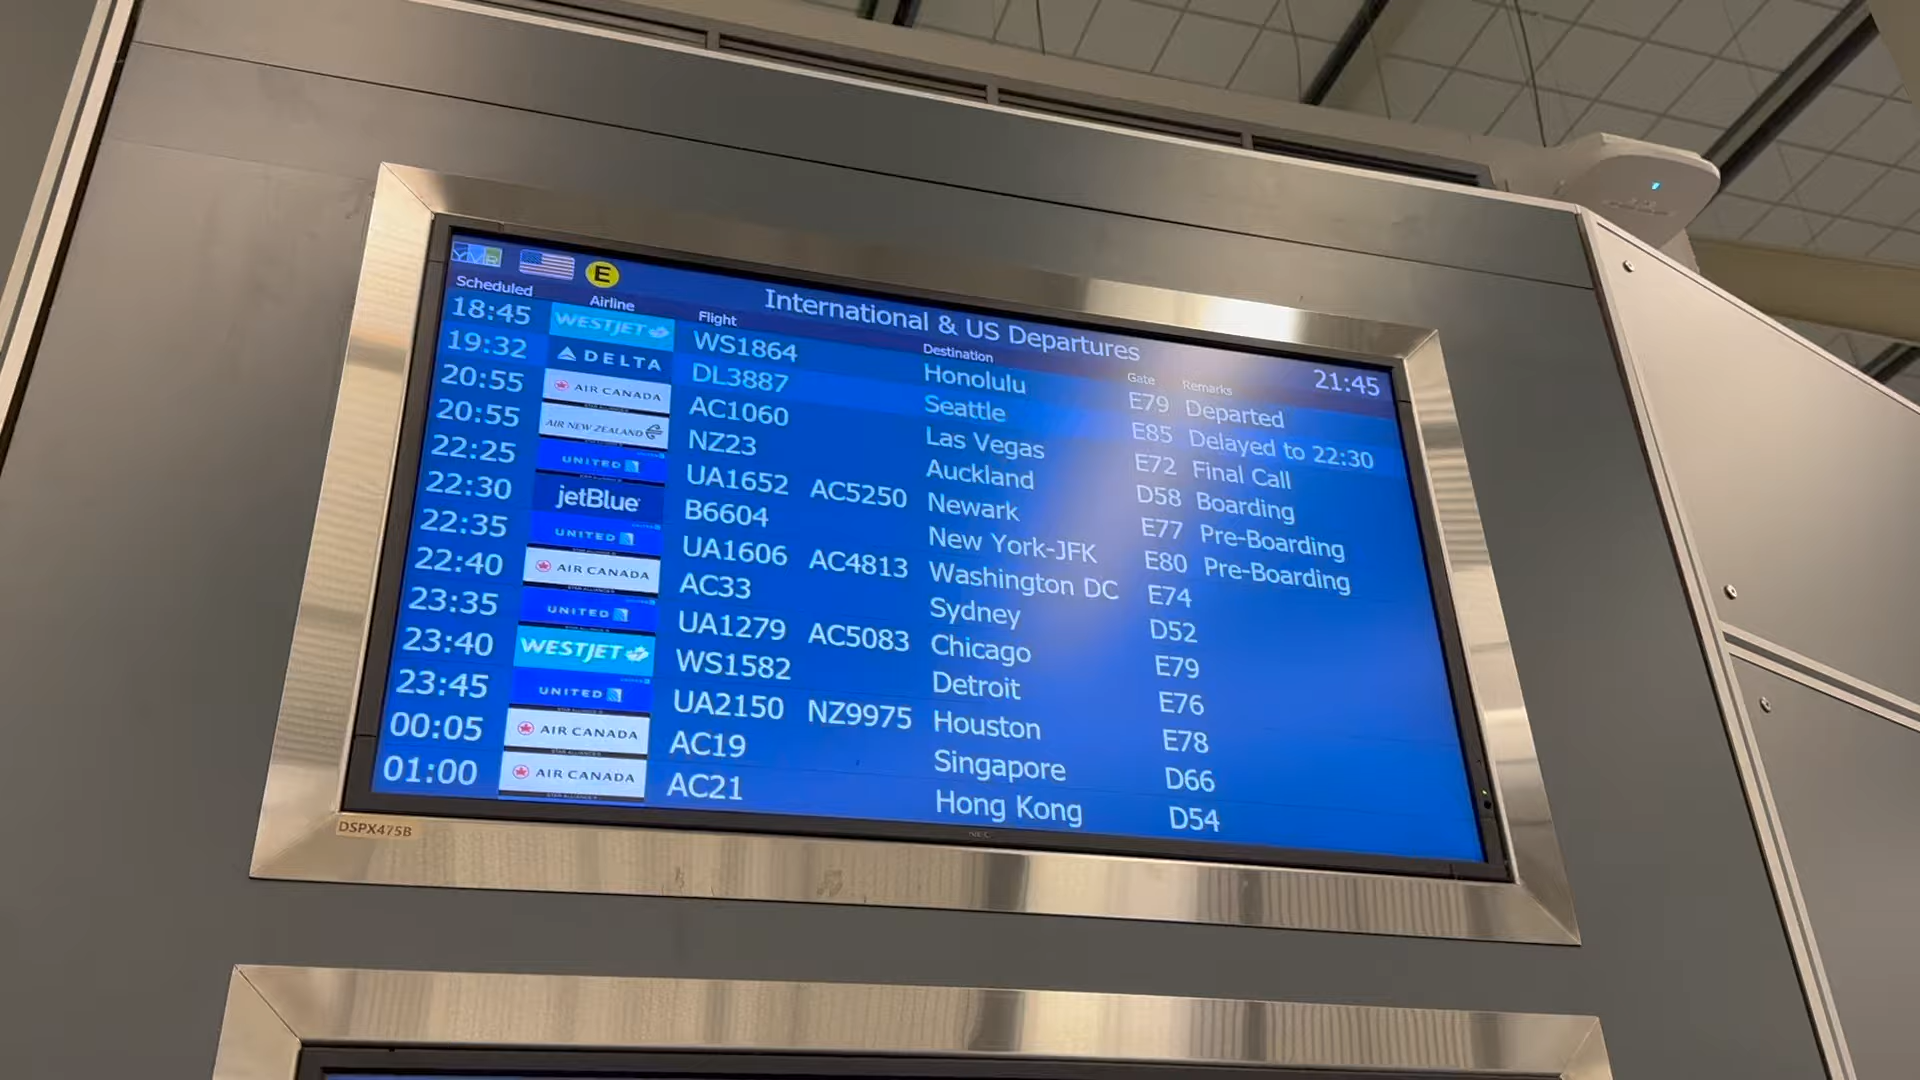 YVR E International & US Departures 21:45
Scheduled Airline Flight Destination Gate Remarks
18:45 WESTJET WS1864 Honolulu E79 Departed
19:32 DELTA DL3887 Seattle E85 Delayed to 22:30
20:55 AIR CANADA AC1060 Las Vegas E72 Final Call
20:55 AIR NEW ZEALAND NZ23 Auckland D58 Boarding
22:25 UNITED UA1652 AC5250 Newark E77 Pre-Boarding
22:30 jetBlue B6604 New York-JFK E80 Pre-Boarding
22:35 UNITED UA1606 AC4813 Washington DC E74
22:40 AIR CANADA AC33 Sydney D52
23:35 UNITED UA1279 AC5083 Chicago E79
23:40 WESTJET WS1582 Detroit E76
23:45 UNITED UA2150 NZ9975 Houston E78
00:05 AIR CANADA AC19 Singapore D66
01:00 AIR CANADA AC21 Hong Kong D54
DSPX475B
NEC